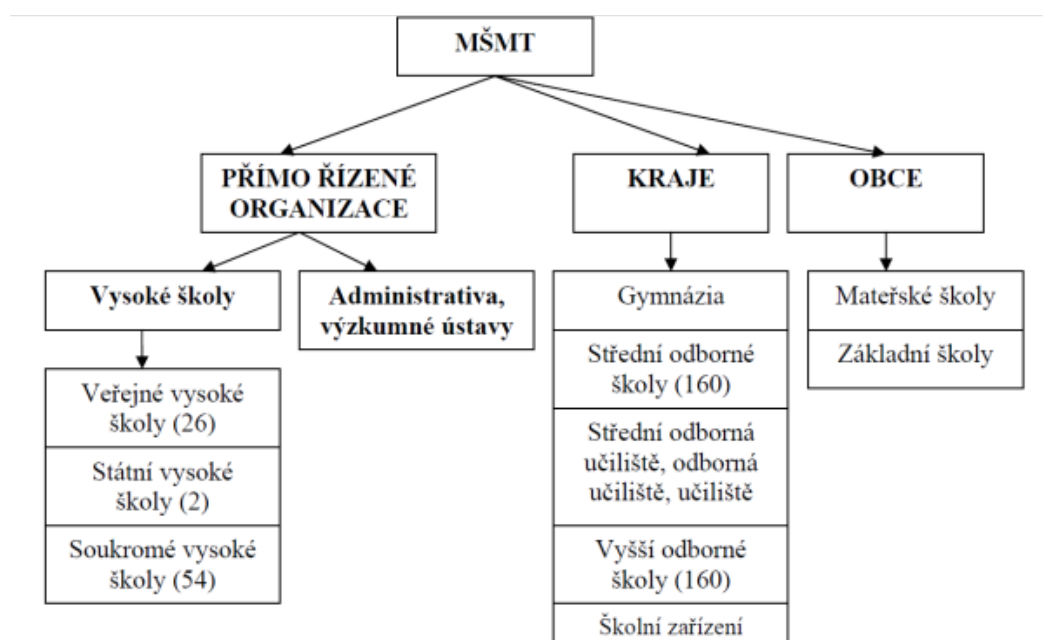 MŠMT
PŘÍMO ŘÍZENÉ
ORGANIZACE
KRAJE
OBCE
Vysoké školy
Administrativa,
výzkumné ústavy
Veřejné vysoké
školy (26)
Státní vysoké
školy (2)
Soukromé vysoké
školy (54)
Gymnázia
Střední odborné
školy (160)
Střední odborná
učiliště, odborná
učiliště, učiliště
Vyšší odborné
školy (160)
Školní zařízení
Mateřské školy
Základní školy